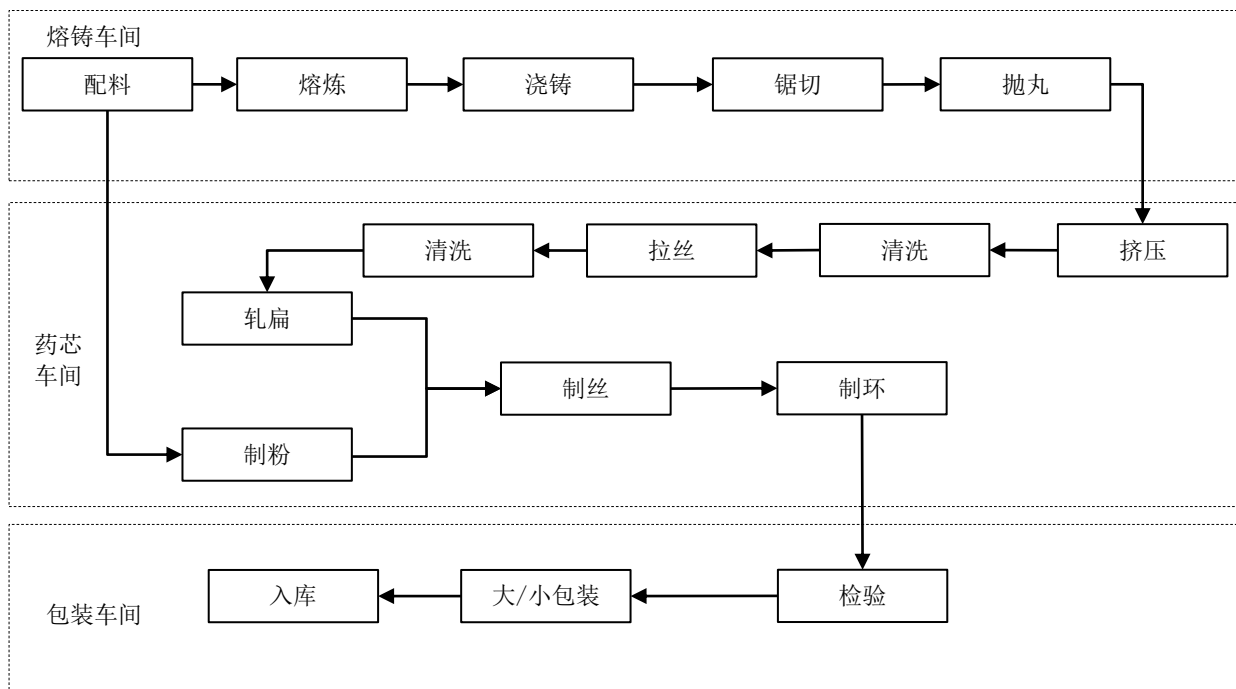 熔铸车间
配料
熔炼
浇铸
锯切
抛丸
清洗
拉丝
清洗
挤压
轧扁
药芯
车间
制丝
制环
制粉
入库
大/小包装
检验
包装车间